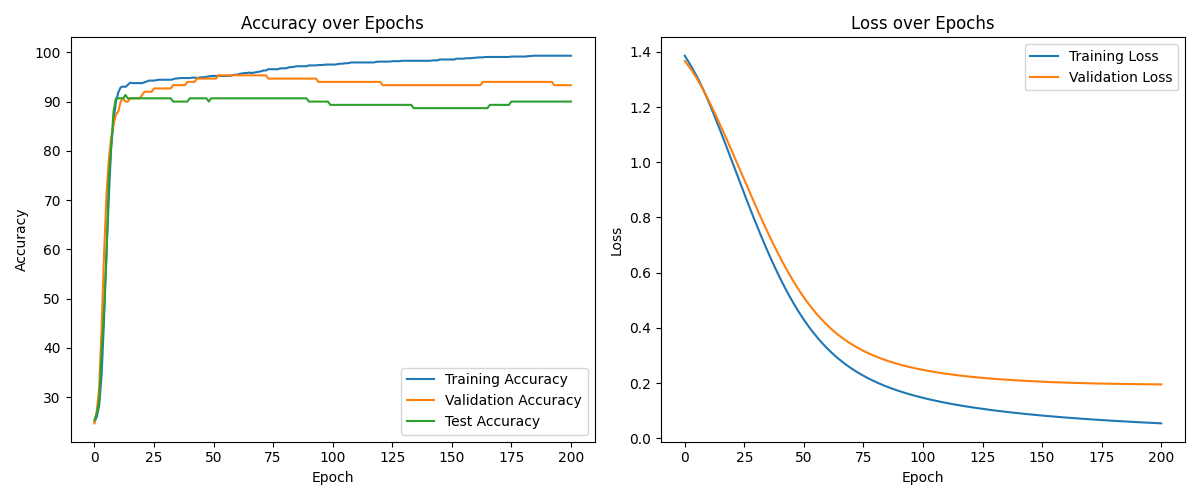 Accuracy over Epochs
100
90
80
70
60
50
40
30
Accuracy
0 25 50 75 100 125 150 175 200
Epoch
Training Accuracy
Validation Accuracy
Test Accuracy
Loss over Epochs
1.4
1.2
1.0
0.8
0.6
0.4
0.2
0.0
Loss
0 25 50 75 100 125 150 175 200
Epoch
Training Loss
Validation Loss